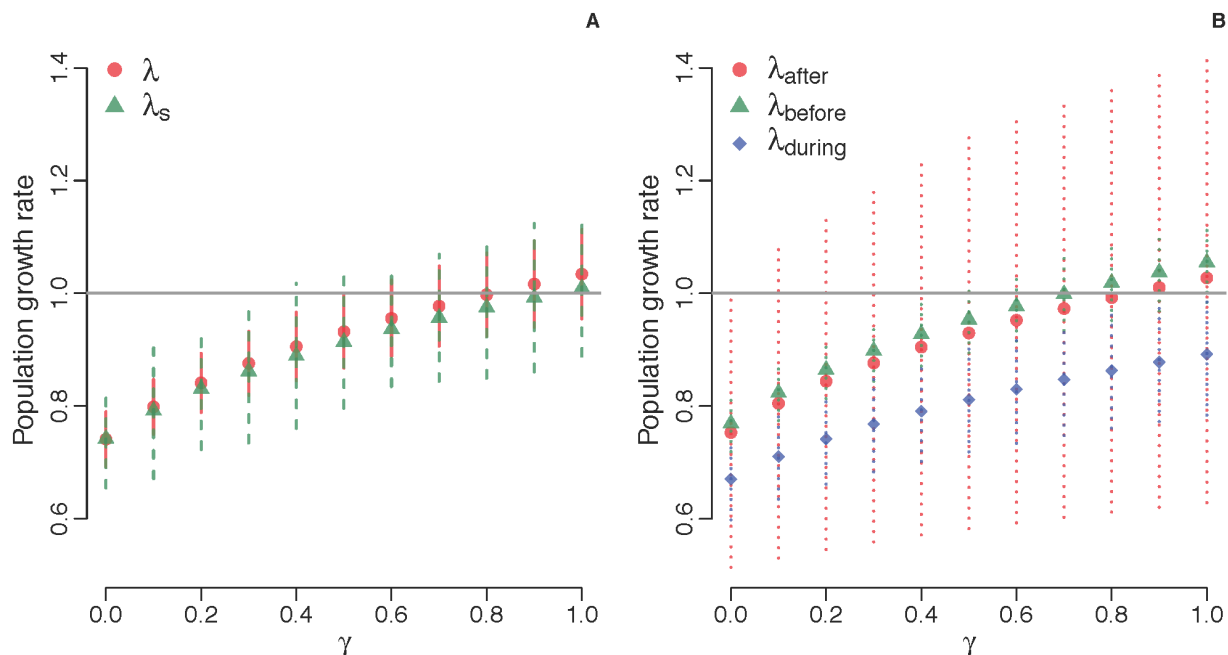 A
λ
λs
Population growth rate
1.4
1.2
1.0
0.8
0.6
0.0 0.2 0.4 0.6 0.8 1.0
γ
B
λafter
λbefore
λduring
Population growth rate
1.4
1.2
1.0
0.8
0.6
0.0 0.2 0.4 0.6 0.8 1.0
γ